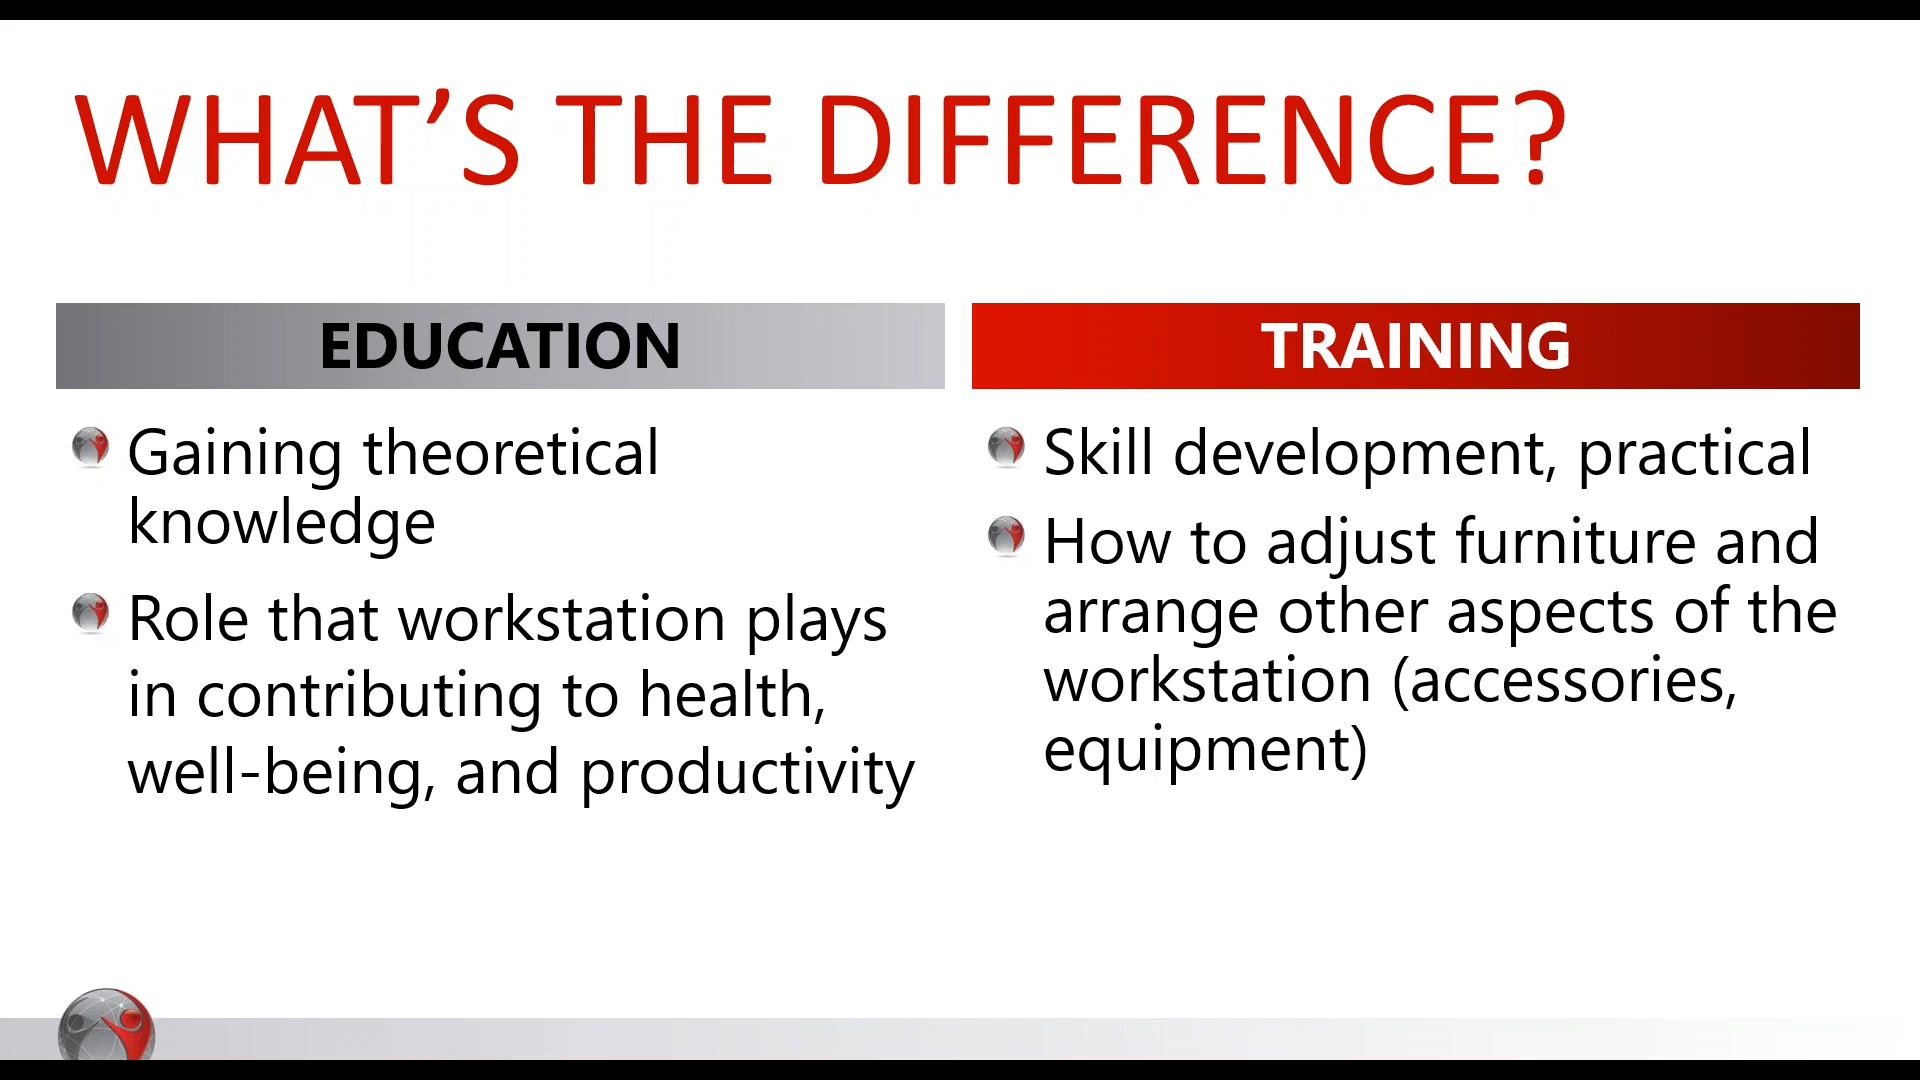 WHAT’S THE DIFFERENCE?
EDUCATION
Gaining theoretical
knowledge
Role that workstation plays
in contributing to health,
well-being, and productivity
TRAINING
Skill development, practical
How to adjust furniture and
arrange other aspects of the
workstation (accessories,
equipment)